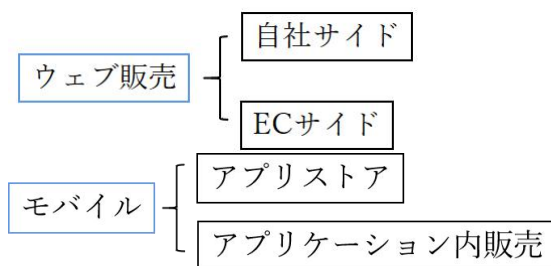 自社サイド
ウェブ販売
ECサイド
アプリストア
モバイル
アプリケーション内販売